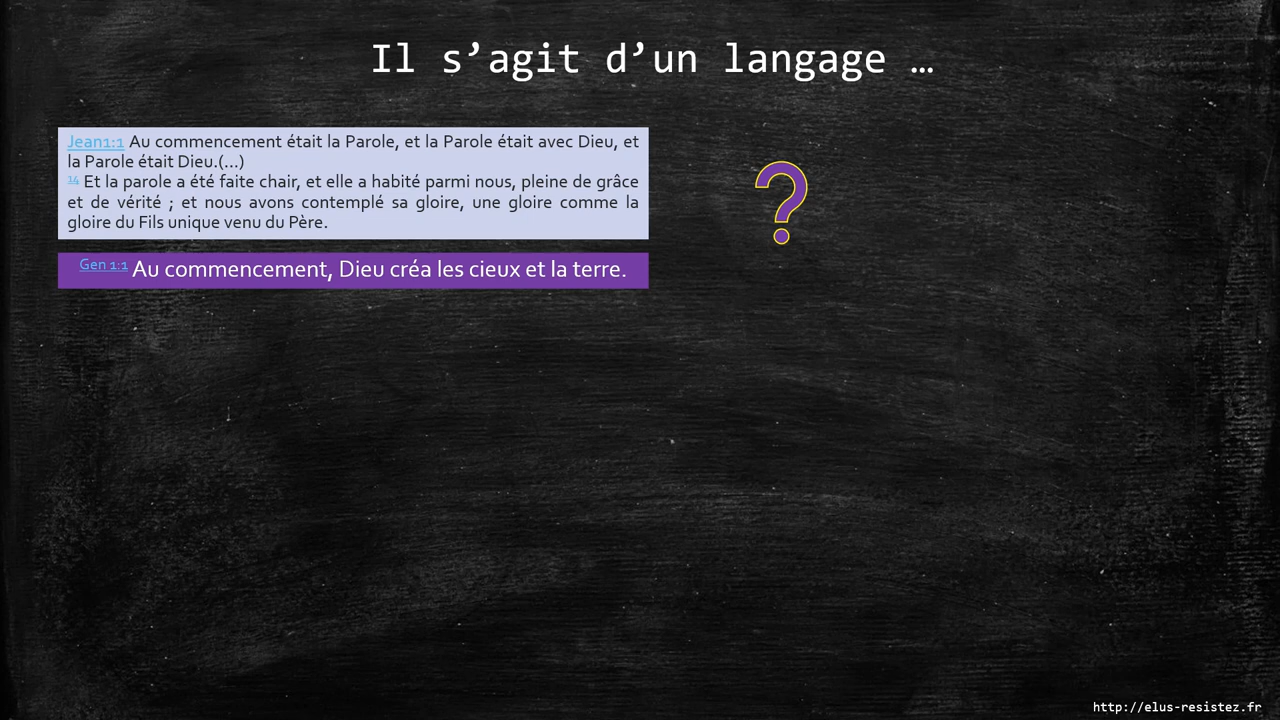 Il s’agit d’un langage …
Jean1:1 Au commencement était la Parole, et la Parole était avec Dieu, et
la Parole était Dieu.(…)
14 Et la parole a été faite chair, et elle a habité parmi nous, pleine de grâce
et de vérité ; et nous avons contemplé sa gloire, une gloire comme la
gloire du Fils unique venu du Père.
?
Gen 1:1 Au commencement, Dieu créa les cieux et la terre.
http://elus-resistez.fr